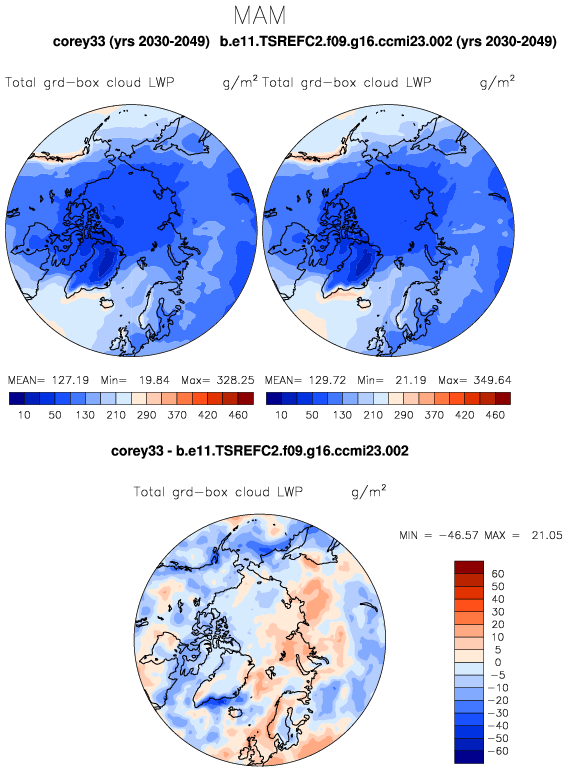 MAM
corey33 (yrs 2030-2049) b.e11.TSREFC2.f09.g16.ccmi23.002 (yrs 2030-2049)
Total grd-box cloud LWP g/m² Total grd-box cloud LWP g/m²
MEAN= 127.19 Min= 19.84 Max= 328.25 MEAN= 129.72 Min= 21.19 Max= 349.64
10 50 130 210 290 370 420 460 10 50 130 210 290 370 420 460
corey33 - b.e11.TSREFC2.f09.g16.ccmi23.002
Total grd-box cloud LWP g/m²
MIN = -46.57 MAX = 21.05
60
50
40
30
20
10
5
0
-5
-10
-20
-30
-40
-50
-60